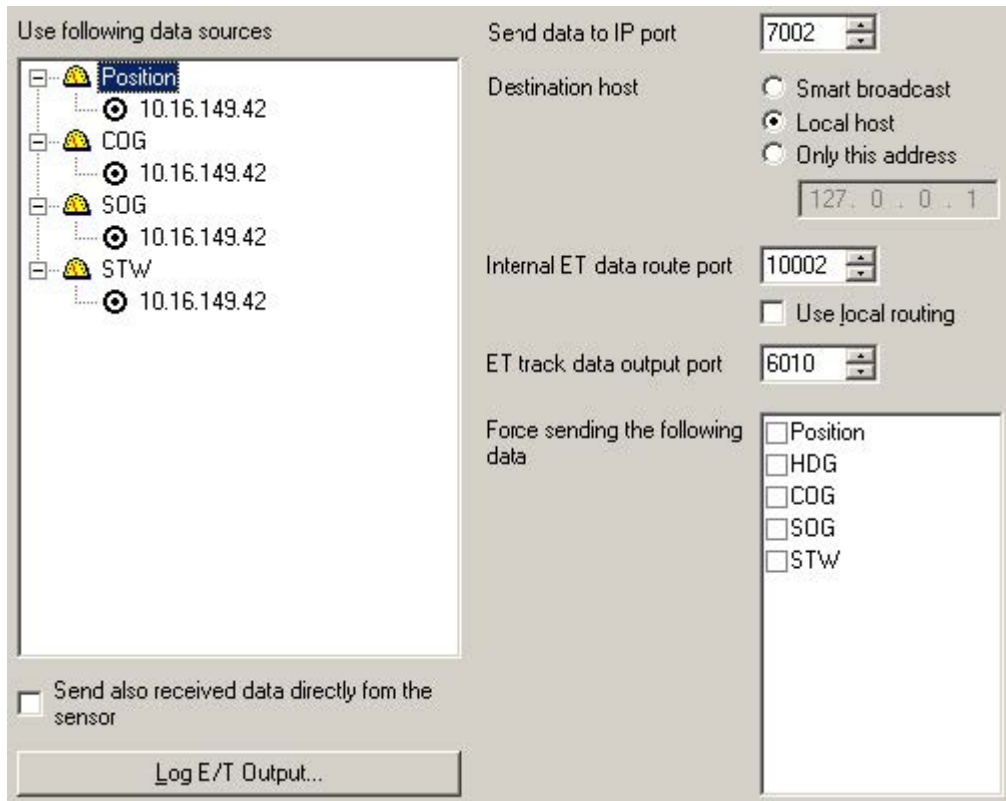 Use following data sources
Position
10.16.149.42
COG
10.16.149.42
SOG
10.16.149.42
STW
10.16.149.42
Send also received data directly fom the
sensor
Log E/T Output...
Send data to IP port
7002
Destination host
Smart broadcast
Local host
Only this address
127. 0 . 0 . 1
Internal ET data route port
10002
Use local routing
ET track data output port
6010
Force sending the following
data
Position
HDG
COG
SOG
STW